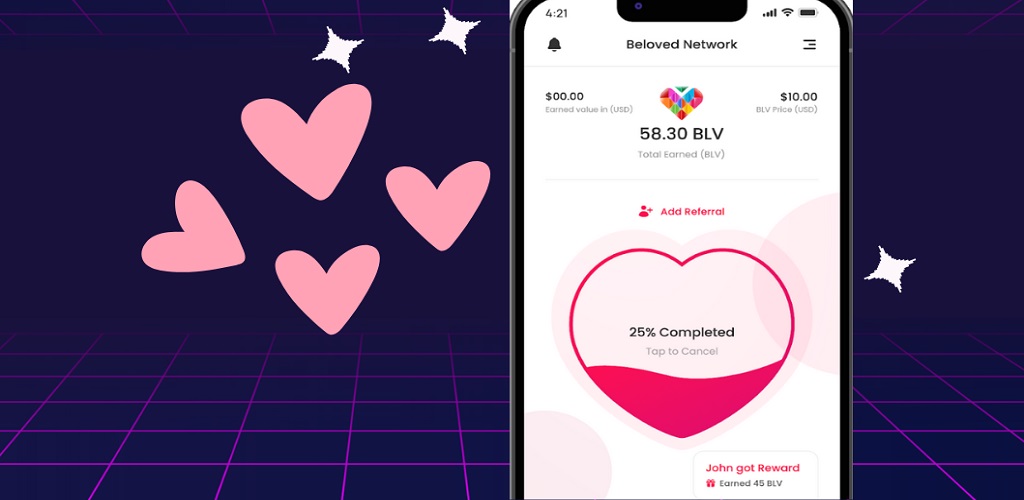 4:21
Beloved Network
$00.00
Earned value in (USD)
$10.00
BLV Price (USD)
58.30 BLV
Total Earned (BLV)
Add Referral
25% Completed
Tap to Cancel
John got Reward
Earned 45 BLV